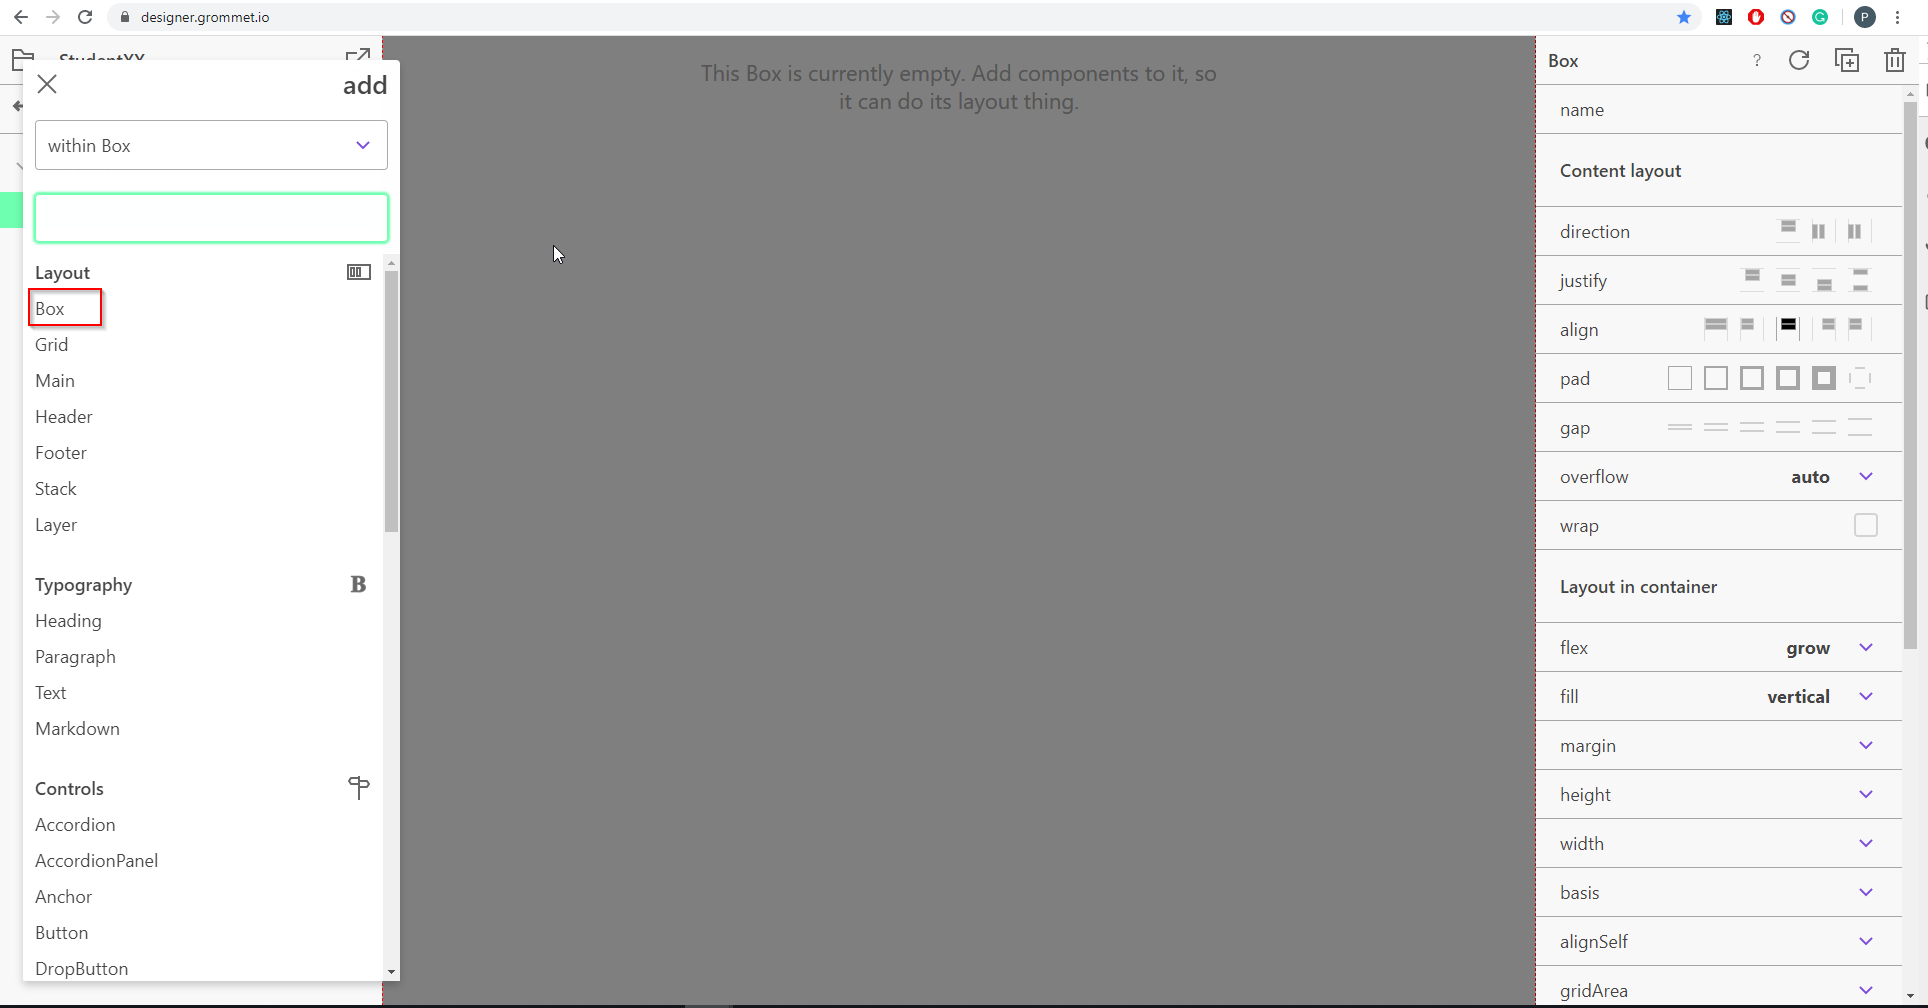 designer.grommet.io
P
StudentXX
add
within Box
Layout
Box
Grid
Main
Header
Footer
Stack
Layer
Typography
B
Heading
Paragraph
Text
Markdown
Controls
Accordion
AccordionPanel
Anchor
Button
DropButton
This Box is currently empty. Add components to it, so
it can do its layout thing.
Box ?
name
Content layout
direction
justify
align
pad
gap
overflow auto
wrap
Layout in container
flex grow
fill vertical
margin
height
width
basis
alignSelf
gridArea